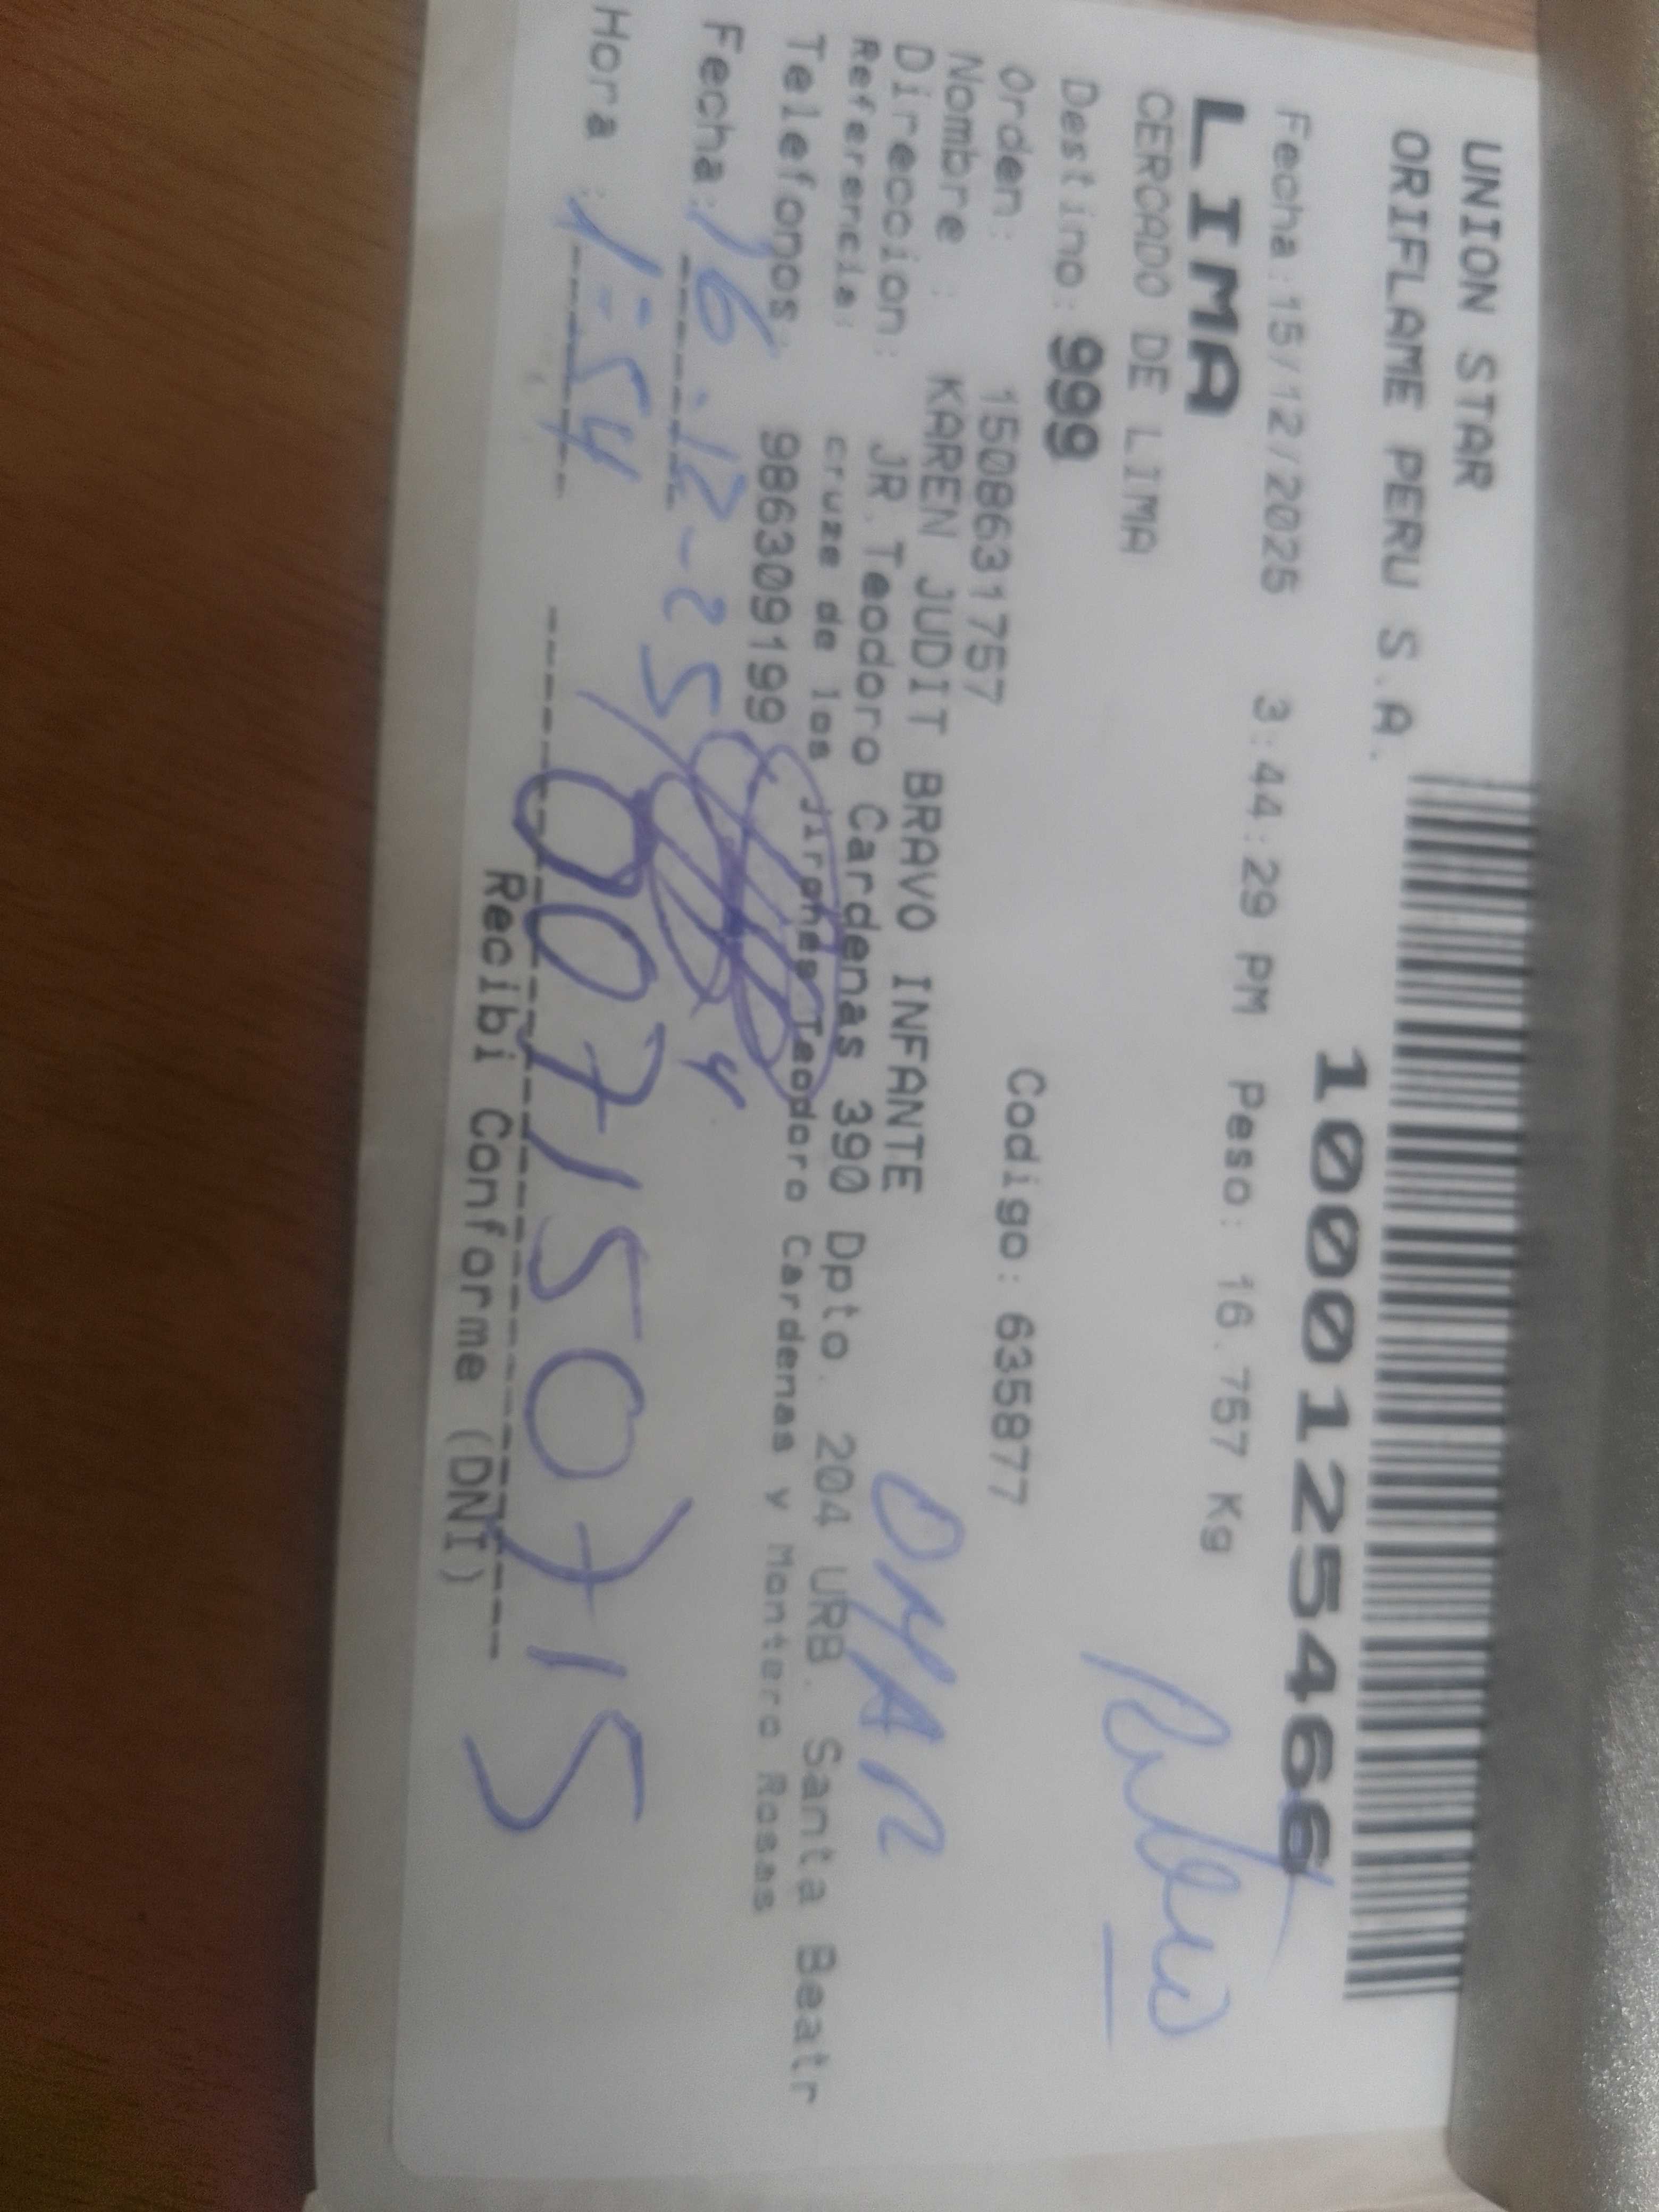 UNION STAR
ORIFLAME PERU S.A.
1000125466
Fecha:15/12/2025 3:44:29 PM Peso: 16.757 Kg
LIMA
CERCADO DE LIMA
Destino: 999
Orden: 1508631757 Codigo: 635877
Nombre : KAREN JUDIT BRAVO INFANTE
OMAR
Direccion: JR. Teodoro Cardenas 390 Dpto. 204 URB. Santa Beatr
Referencia: cruze de los jirones Teodoro Cardenas y Montero Rosas
Telefonos: 9863091 99
Fecha: 16-12-25
Hora : 1:54
007150715
Recibi Conforme (DNI)